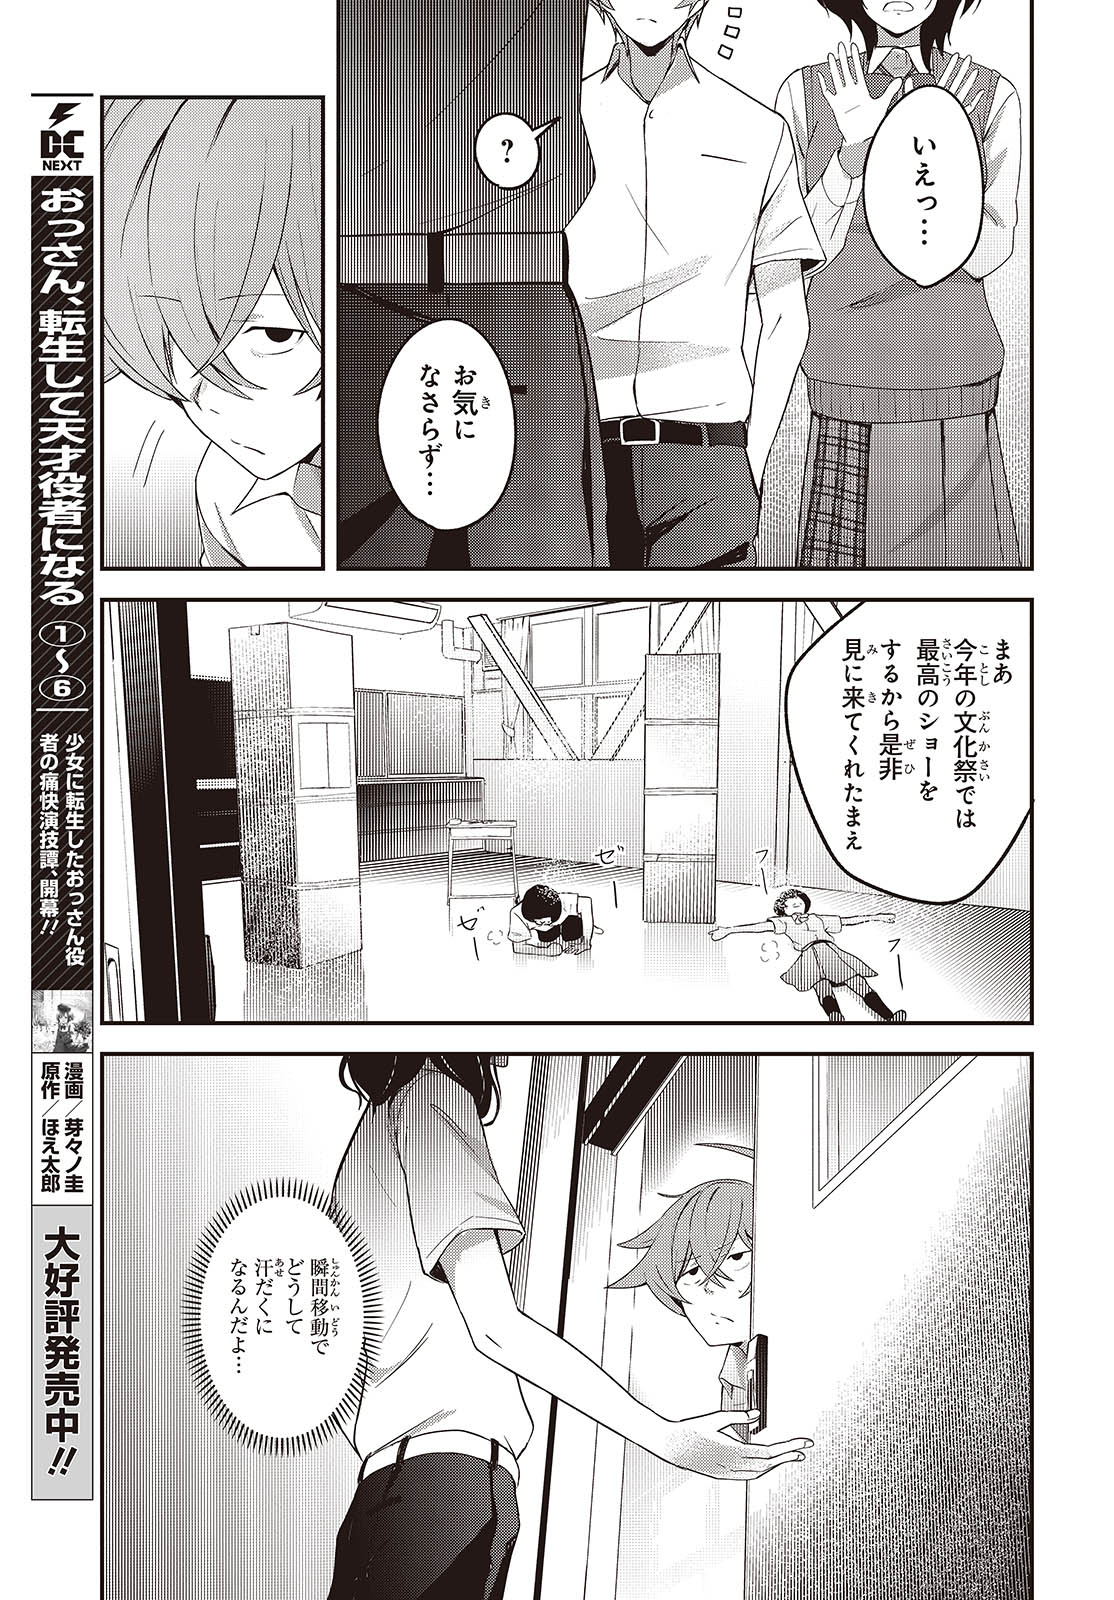 いえっ…
?
お気に
なさらず…
まあ
今年の文化祭では
最高のショーを
するから是非
見に来てくれたまえ
ゼー
ゼー
フー
フー
瞬間移動で
どうして
汗だくに
なるんだよ…
DC
NEXT
おっさん、転生して天才役者になる①〜⑥
少女に転生したおっさん役
者の痛快演技譚、開幕!!
漫画/芽々ノ圭
原作/ほえ太郎
大好評発売中!!